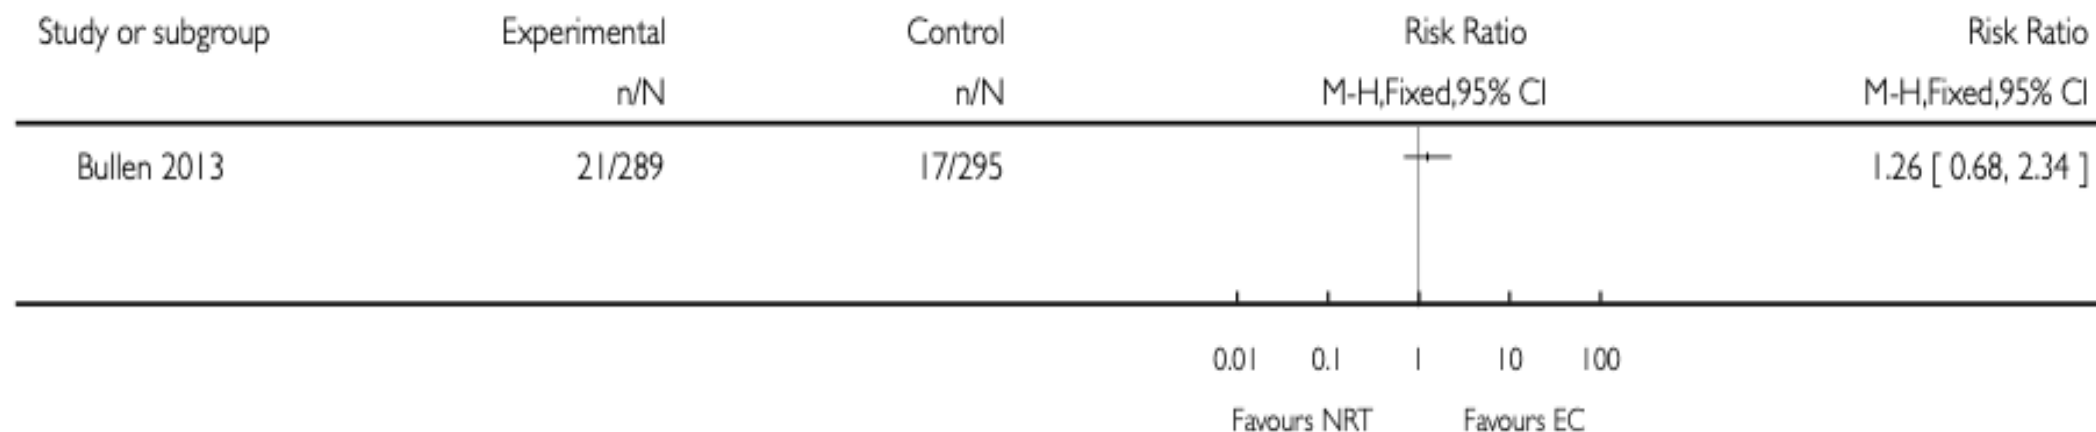 Study or subgroup Experimental Control Risk Ratio Risk Ratio
n/N n/N M-H,Fixed,95% CI M-H,Fixed,95% CI
Bullen 2013 21/289 17/295 1.26 [ 0.68, 2.34 ]
0.01 0.1 1 10 100
Favours NRT Favours EC